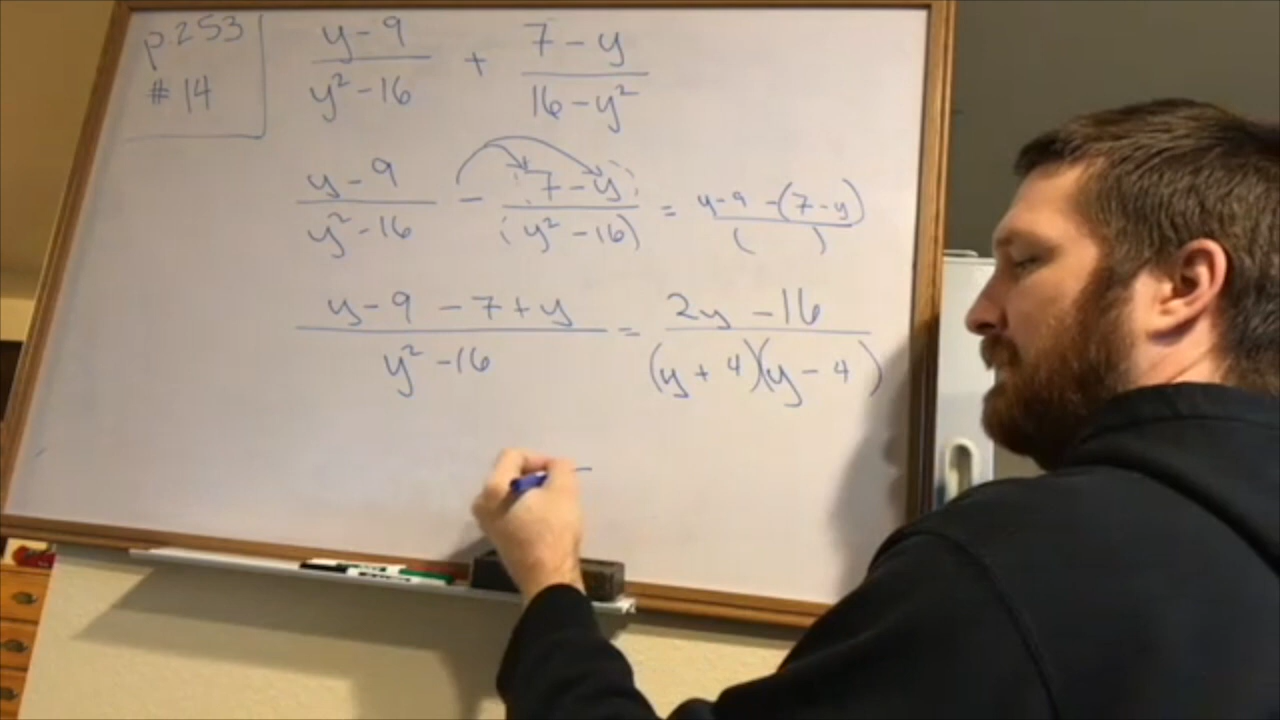 p.253
#14
y-9 / y²-16 + 7-y / 16-y²
y-9 / y²-16 - (7-y) / (y²-16) = y-9-(7-y) / ( )
y-9-7+y / y²-16 = 2y-16 / (y+4)(y-4)